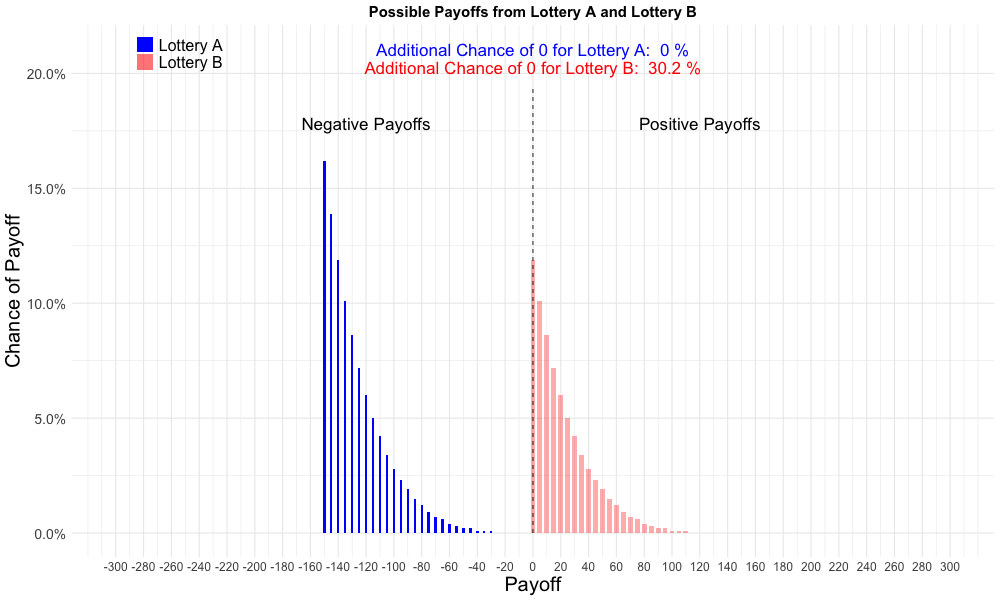 Possible Payoffs from Lottery A and Lottery B
Lottery A
Lottery B
Additional Chance of 0 for Lottery A:  0 %
Additional Chance of 0 for Lottery B:  30.2 %
Negative Payoffs
Positive Payoffs
Chance of Payoff
20.0%
15.0%
10.0%
5.0%
0.0%
-300 -280 -260 -240 -220 -200 -180 -160 -140 -120 -100 -80 -60 -40 -20 0 20 40 60 80 100 120 140 160 180 200 220 240 260 280 300
Payoff